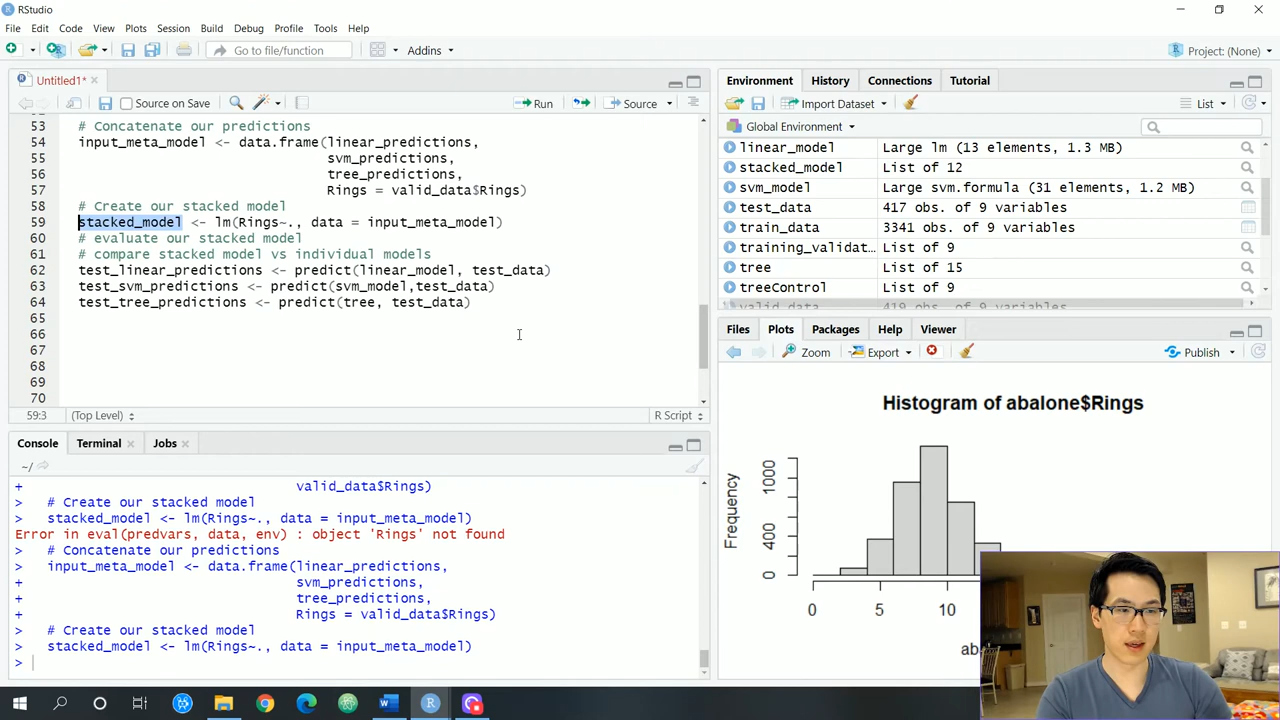 RStudio
File Edit Code View Plots Session Build Debug Profile Tools Help
Go to file/function Addins Project: (None)
Untitled1*
Source on Save Run Source
53 # Concatenate our predictions
54 input_meta_model <- data.frame(linear_predictions,
55 svm_predictions,
56 tree_predictions,
57 Rings = valid_data$Rings)
58 # Create our stacked model
59 stacked_model <- lm(Rings~., data = input_meta_model)
60 # evaluate our stacked model
61 # compare stacked model vs individual models
62 test_linear_predictions <- predict(linear_model, test_data)
63 test_svm_predictions <- predict(svm_model,test_data)
64 test_tree_predictions <- predict(tree, test_data)
65
66
67
68
69
70
59:3 (Top Level) R Script
Console Terminal Jobs
~/
+ valid_data$Rings)
> # Create our stacked model
> stacked_model <- lm(Rings~., data = input_meta_model)
Error in eval(predvars, data, env) : object 'Rings' not found
> # Concatenate our predictions
> input_meta_model <- data.frame(linear_predictions,
+ svm_predictions,
+ tree_predictions,
+ Rings = valid_data$Rings)
> # Create our stacked model
> stacked_model <- lm(Rings~., data = input_meta_model)
>
Environment History Connections Tutorial
Import Dataset List
Global Environment
linear_model Large lm (13 elements, 1.3 MB)
stacked_model List of 12
svm_model Large svm.formula (31 elements, 1.2 MB)
test_data 417 obs. of 9 variables
train_data 3341 obs. of 9 variables
training_validat… List of 9
tree List of 15
treeControl List of 9
valid_data 419 obs. of 9 variables
Files Plots Packages Help Viewer
Zoom Export Publish
Histogram of abalone$Rings
Frequency
1000
400
0
0 5 10
ab